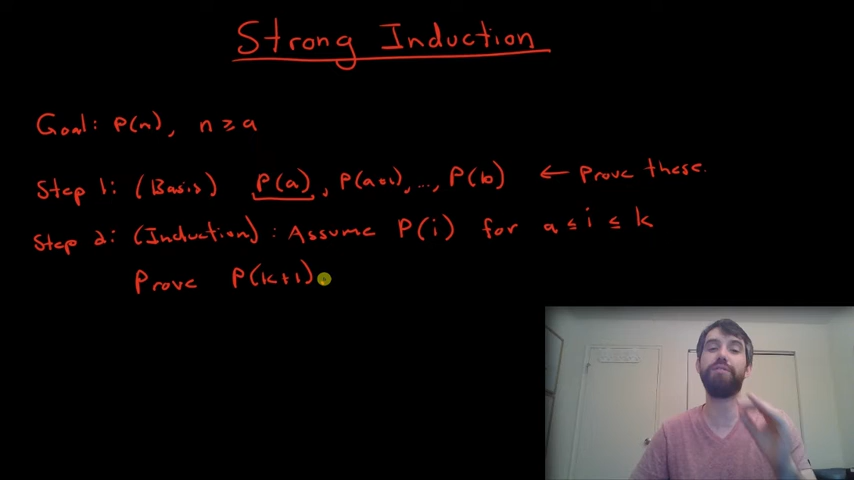 Strong Induction
Goal: P(n), n ≥ a
Step 1: (Basis) P(a), P(a+1), ..., P(b) ← Prove these.
Step 2: (Induction): Assume P(i) for a ≤ i ≤ k
Prove P(k+1)